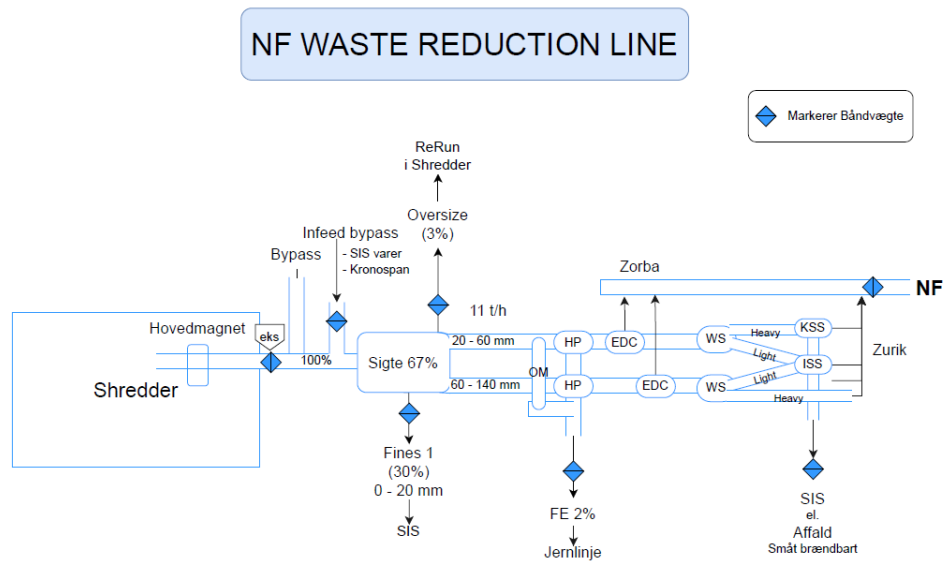 NF WASTE REDUCTION LINE
Markerer Båndvægte
ReRun
i Shredder
Oversize
(3%)
Infeed bypass
- SIS varer
- Kronospan
Bypass
11 t/h
Zorba
NF
Hovedmagnet
eks
100%
Shredder
Sigte 67%
20 - 60 mm
60 - 140 mm
OM
HP
EDC
HP
EDC
WS
WS
Heavy
Light
Light
Heavy
KSS
ISS
Zurik
Fines 1
(30%)
0 - 20 mm
SIS
FE 2%
Jernlinje
SIS
el.
Affald
Småt brændbart